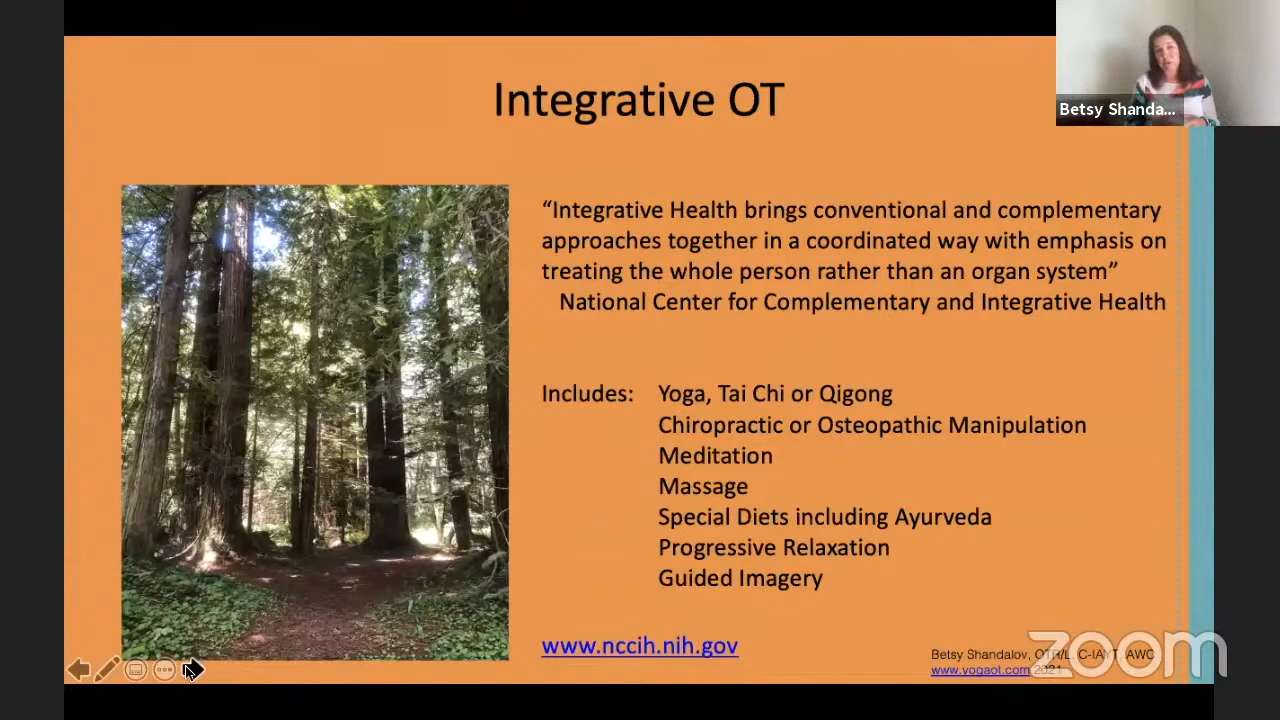 Integrative OT
Betsy Shanda...
“Integrative Health brings conventional and complementary
approaches together in a coordinated way with emphasis on
treating the whole person rather than an organ system”
National Center for Complementary and Integrative Health
Includes: Yoga, Tai Chi or Qigong
Chiropractic or Osteopathic Manipulation
Meditation
Massage
Special Diets including Ayurveda
Progressive Relaxation
Guided Imagery
www.nccih.nih.gov
Betsy Shandalov, OTR/L, C-IAYT, AWC
www.yogaot.com 2021
zoom